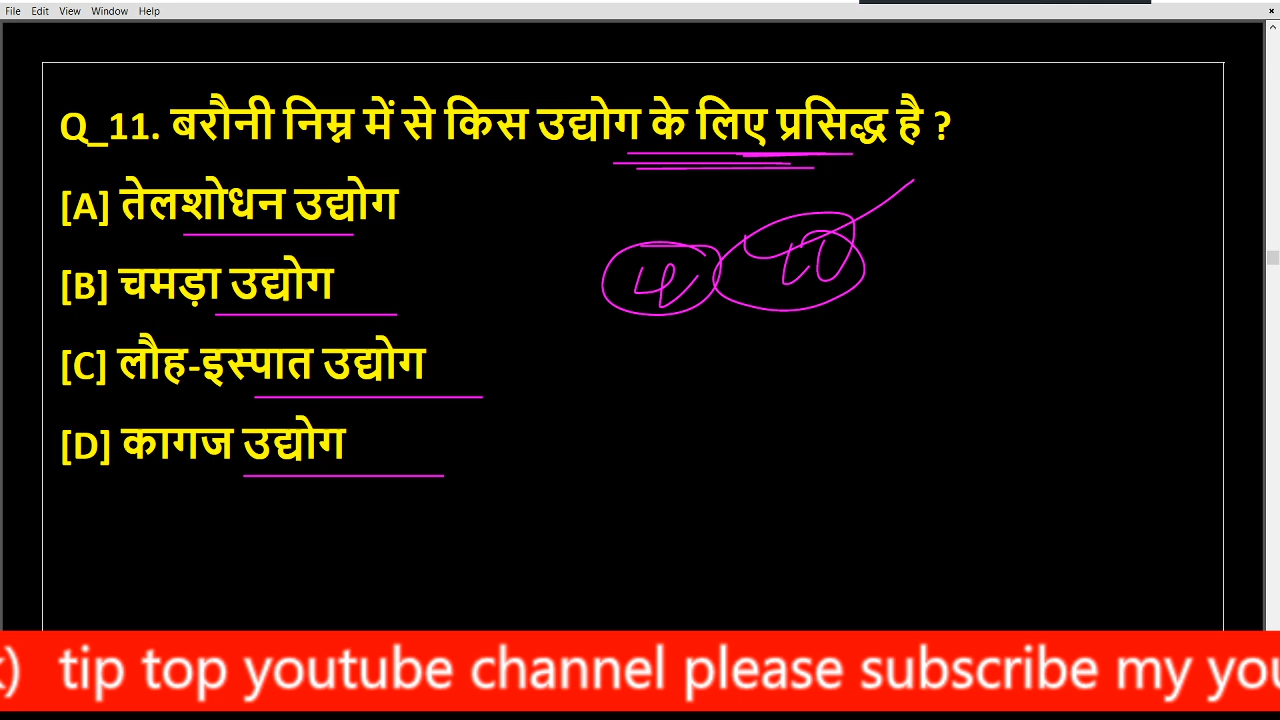 File Edit View Window Help
Q_11. बरौनी निम्न में से किस उद्योग के लिए प्रसिद्ध है ?
[A] तेलशोधन उद्योग
[B] चमड़ा उद्योग
[C] लौह-इस्पात उद्योग
[D] कागज उद्योग
tip top youtube channel please subscribe my you